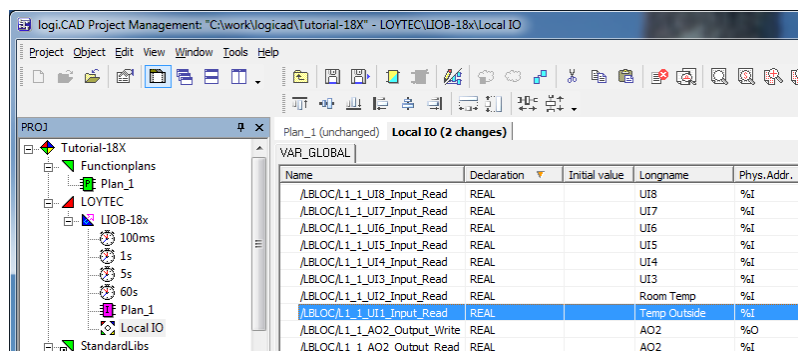 logi.CAD Project Management: "C:\work\logicad\Tutorial-18X" - LOYTEC\LIOB-18x\Local IO
Project Object Edit View Window Tools Help
PROJ
Tutorial-18X
Functionplans
Plan_1
LOYTEC
LIOB-18x
100ms
1s
5s
60s
Plan_1
Local IO
StandardLibs
Plan_1 (unchanged) Local IO (2 changes)
VAR_GLOBAL
Name Declaration Initial value Longname Phys.Addr.
/LBLOC/L1_1_UI8_Input_Read REAL UI8 %I
/LBLOC/L1_1_UI7_Input_Read REAL UI7 %I
/LBLOC/L1_1_UI6_Input_Read REAL UI6 %I
/LBLOC/L1_1_UI5_Input_Read REAL UI5 %I
/LBLOC/L1_1_UI4_Input_Read REAL UI4 %I
/LBLOC/L1_1_UI3_Input_Read REAL UI3 %I
/LBLOC/L1_1_UI2_Input_Read REAL Room Temp %I
/LBLOC/L1_1_UI1_Input_Read REAL Temp Outside %I
/LBLOC/L1_1_AO2_Output_Write REAL AO2 %O
/LBLOC/L1_1_AO2_Output_Read REAL AO2 %I